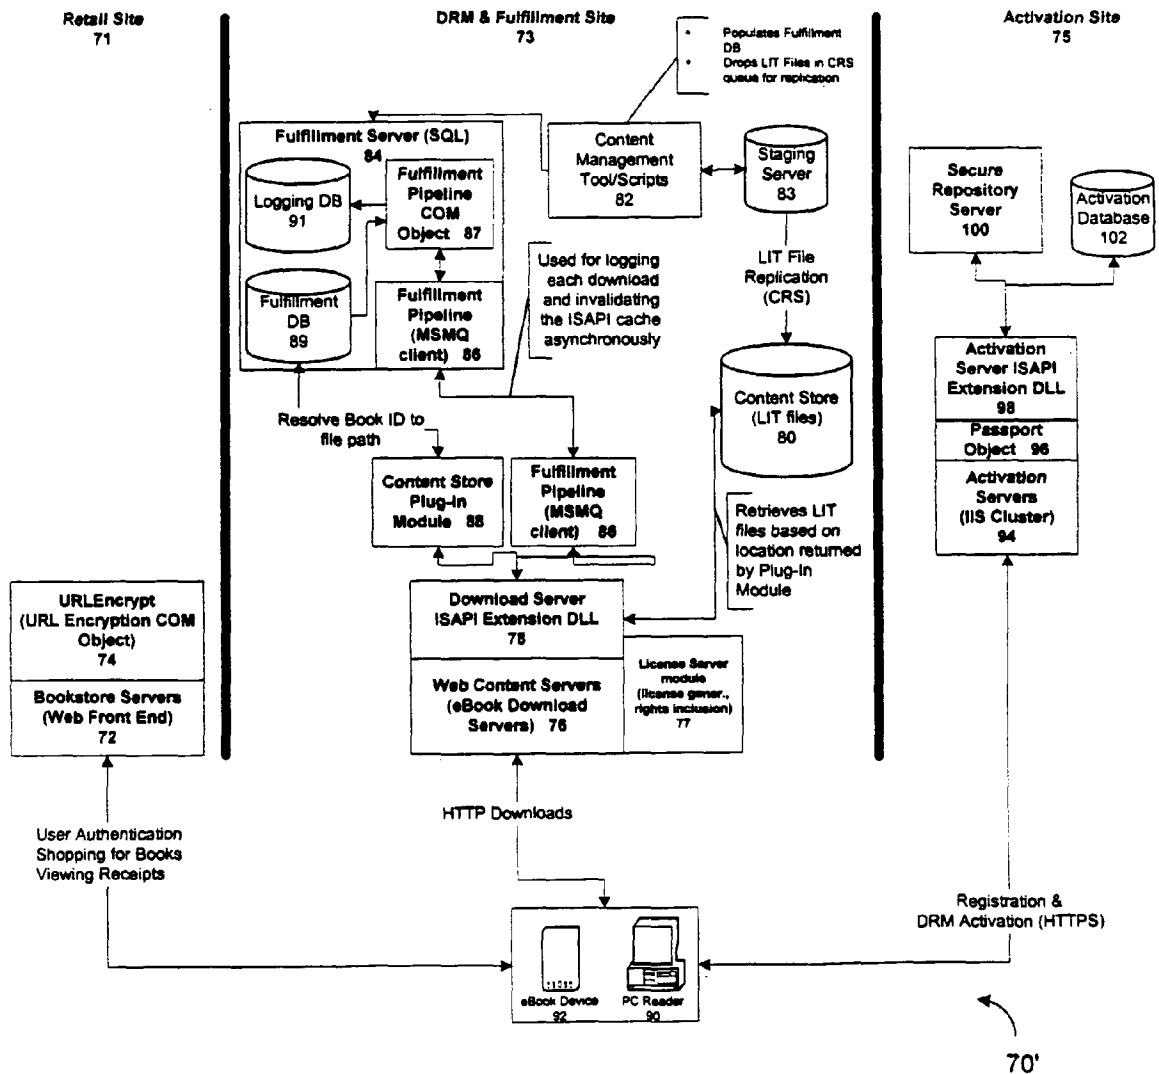 Retail Site
71
DRM & Fulfillment Site
73
Activation Site
75
• Populates Fulfillment
DB
• Drops LIT Files in CRS
queue for replication
Fulfillment Server (SQL)
84
Logging DB
91
Fulfillment
Pipeline
COM
Object 87
Fulfillment
DB
89
Fulfillment
Pipeline
(MSMQ
client) 86
Content
Management
Tool/Scripts
82
Staging
Server
83
Used for logging
each download
and invalidating
the ISAPI cache
asynchronously
LIT File
Replication
(CRS)
Content Store
(LIT files)
80
Resolve Book ID to
file path
Content Store
Plug-In
Module 88
Fulfillment
Pipeline
(MSMQ
client) 86
Retrieves LIT
files based on
location returned
by Plug-In
Module
Download Server
ISAPI Extension DLL
78
Web Content Servers
(eBook Download
Servers) 76
License Server
module
(license gener.,
rights inclusion)
77
Secure
Repository
Server
100
Activation
Database
102
Activation
Server ISAPI
Extension DLL
98
Passport
Object 96
Activation
Servers
(IIS Cluster)
94
URLEncrypt
(URL Encryption COM
Object)
74
Bookstore Servers
(Web Front End)
72
User Authentication
Shopping for Books
Viewing Receipts
HTTP Downloads
Registration &
DRM Activation (HTTPS)
eBook Device
92
PC Reader
90
70'